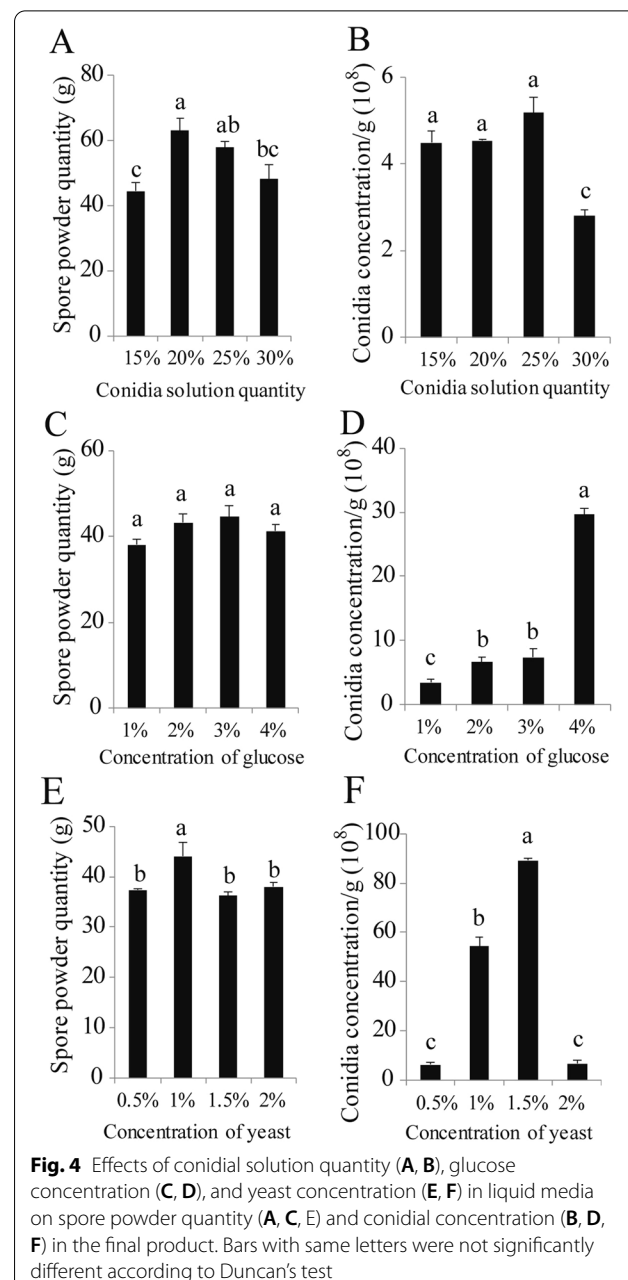 A
Spore powder quantity (g)
80
60
40
20
0
c
a
ab
bc
15% 20% 25% 30%
Conidia solution quantity
B
Conidia concentration/g (10⁸)
6
4
2
0
a
a
a
c
15% 20% 25% 30%
Conidia solution quantity
C
Spore powder quantity (g)
60
40
20
0
a
a
a
a
1% 2% 3% 4%
Concentration of glucose
D
Conidia concentration/g (10⁸)
40
30
20
10
0
c
b
b
a
1% 2% 3% 4%
Concentration of glucose
E
Spore powder quantity (g)
50
40
30
20
10
0
b
a
b
b
0.5% 1% 1.5% 2%
Concentration of yeast
F
Conidia concentration/g (10⁸)
100
80
60
40
20
0
c
b
a
c
0.5% 1% 1.5% 2%
Concentration of yeast
Fig. 4 Effects of conidial solution quantity (A, B), glucose
concentration (C, D), and yeast concentration (E, F) in liquid media
on spore powder quantity (A, C, E) and conidial concentration (B, D,
F) in the final product. Bars with same letters were not significantly
different according to Duncan's test